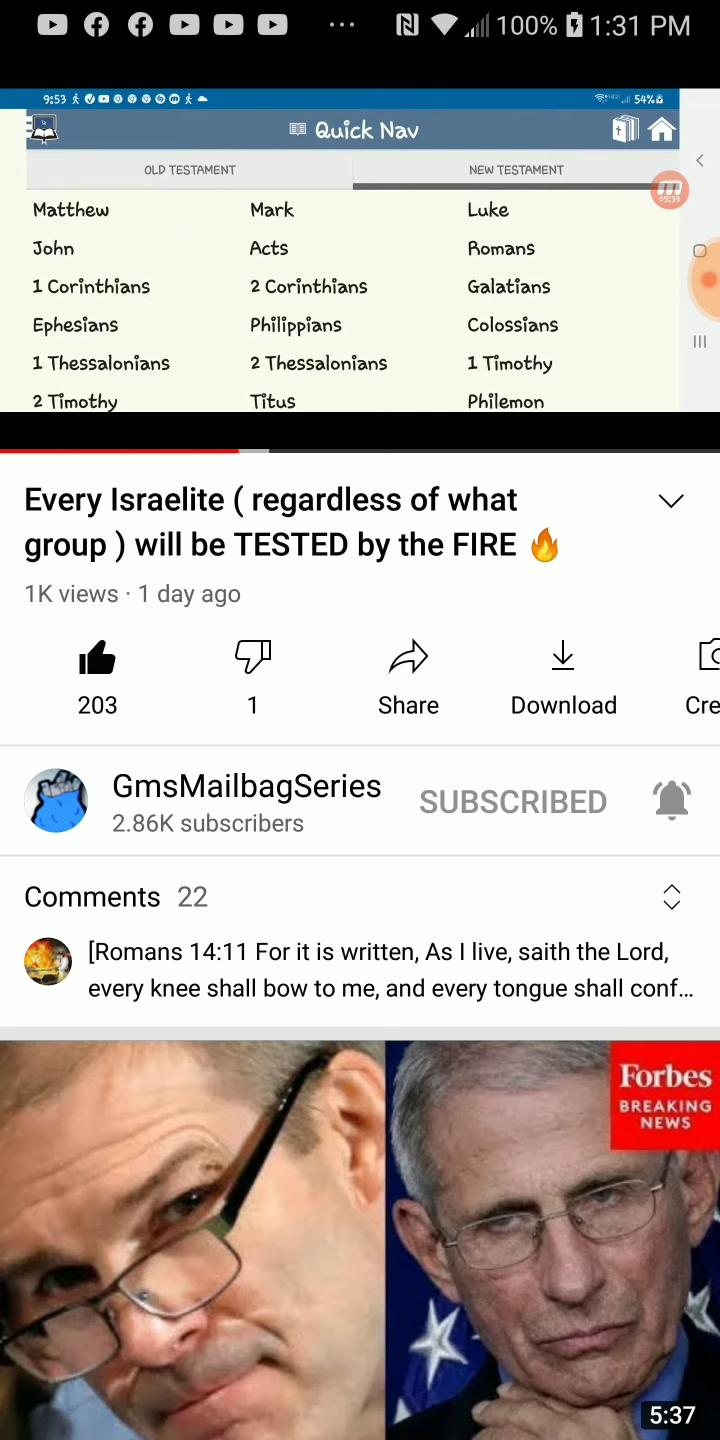 100% 1:31 PM
9:53 54%
Quick Nav
OLD TESTAMENT NEW TESTAMENT
05:33
Matthew Mark Luke
John Acts Romans
1 Corinthians 2 Corinthians Galatians
Ephesians Philippians Colossians
1 Thessalonians 2 Thessalonians 1 Timothy
2 Timothy Titus Philemon
Every Israelite ( regardless of what
group ) will be TESTED by the FIRE 🔥
1K views · 1 day ago
203 1 Share Download Cre
GmsMailbagSeries
2.86K subscribers
SUBSCRIBED
Comments 22
[Romans 14:11 For it is written, As I live, saith the Lord,
every knee shall bow to me, and every tongue shall conf...
Forbes
BREAKING
NEWS
5:37